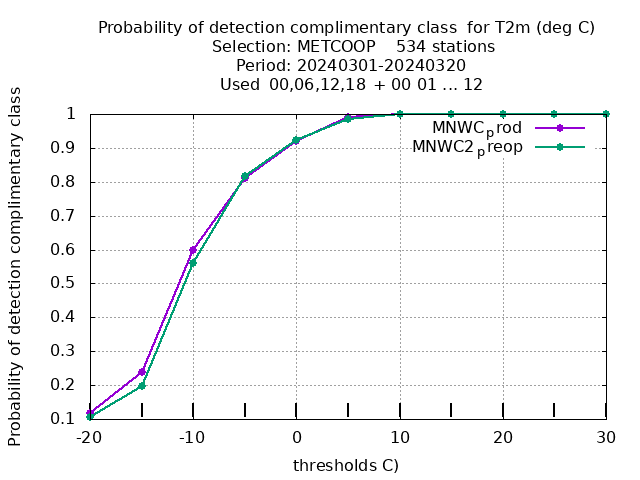 Probability of detection complimentary class  for T2m (deg C)
Selection: METCOOP    534 stations
Period: 20240301-20240320
Used  00,06,12,18 + 00 01 ... 12
Probability of detection complimentary class
1
0.9
0.8
0.7
0.6
0.5
0.4
0.3
0.2
0.1
MNWCprod
MNWC2preop
-20
-10
0
10
20
30
thresholds C)